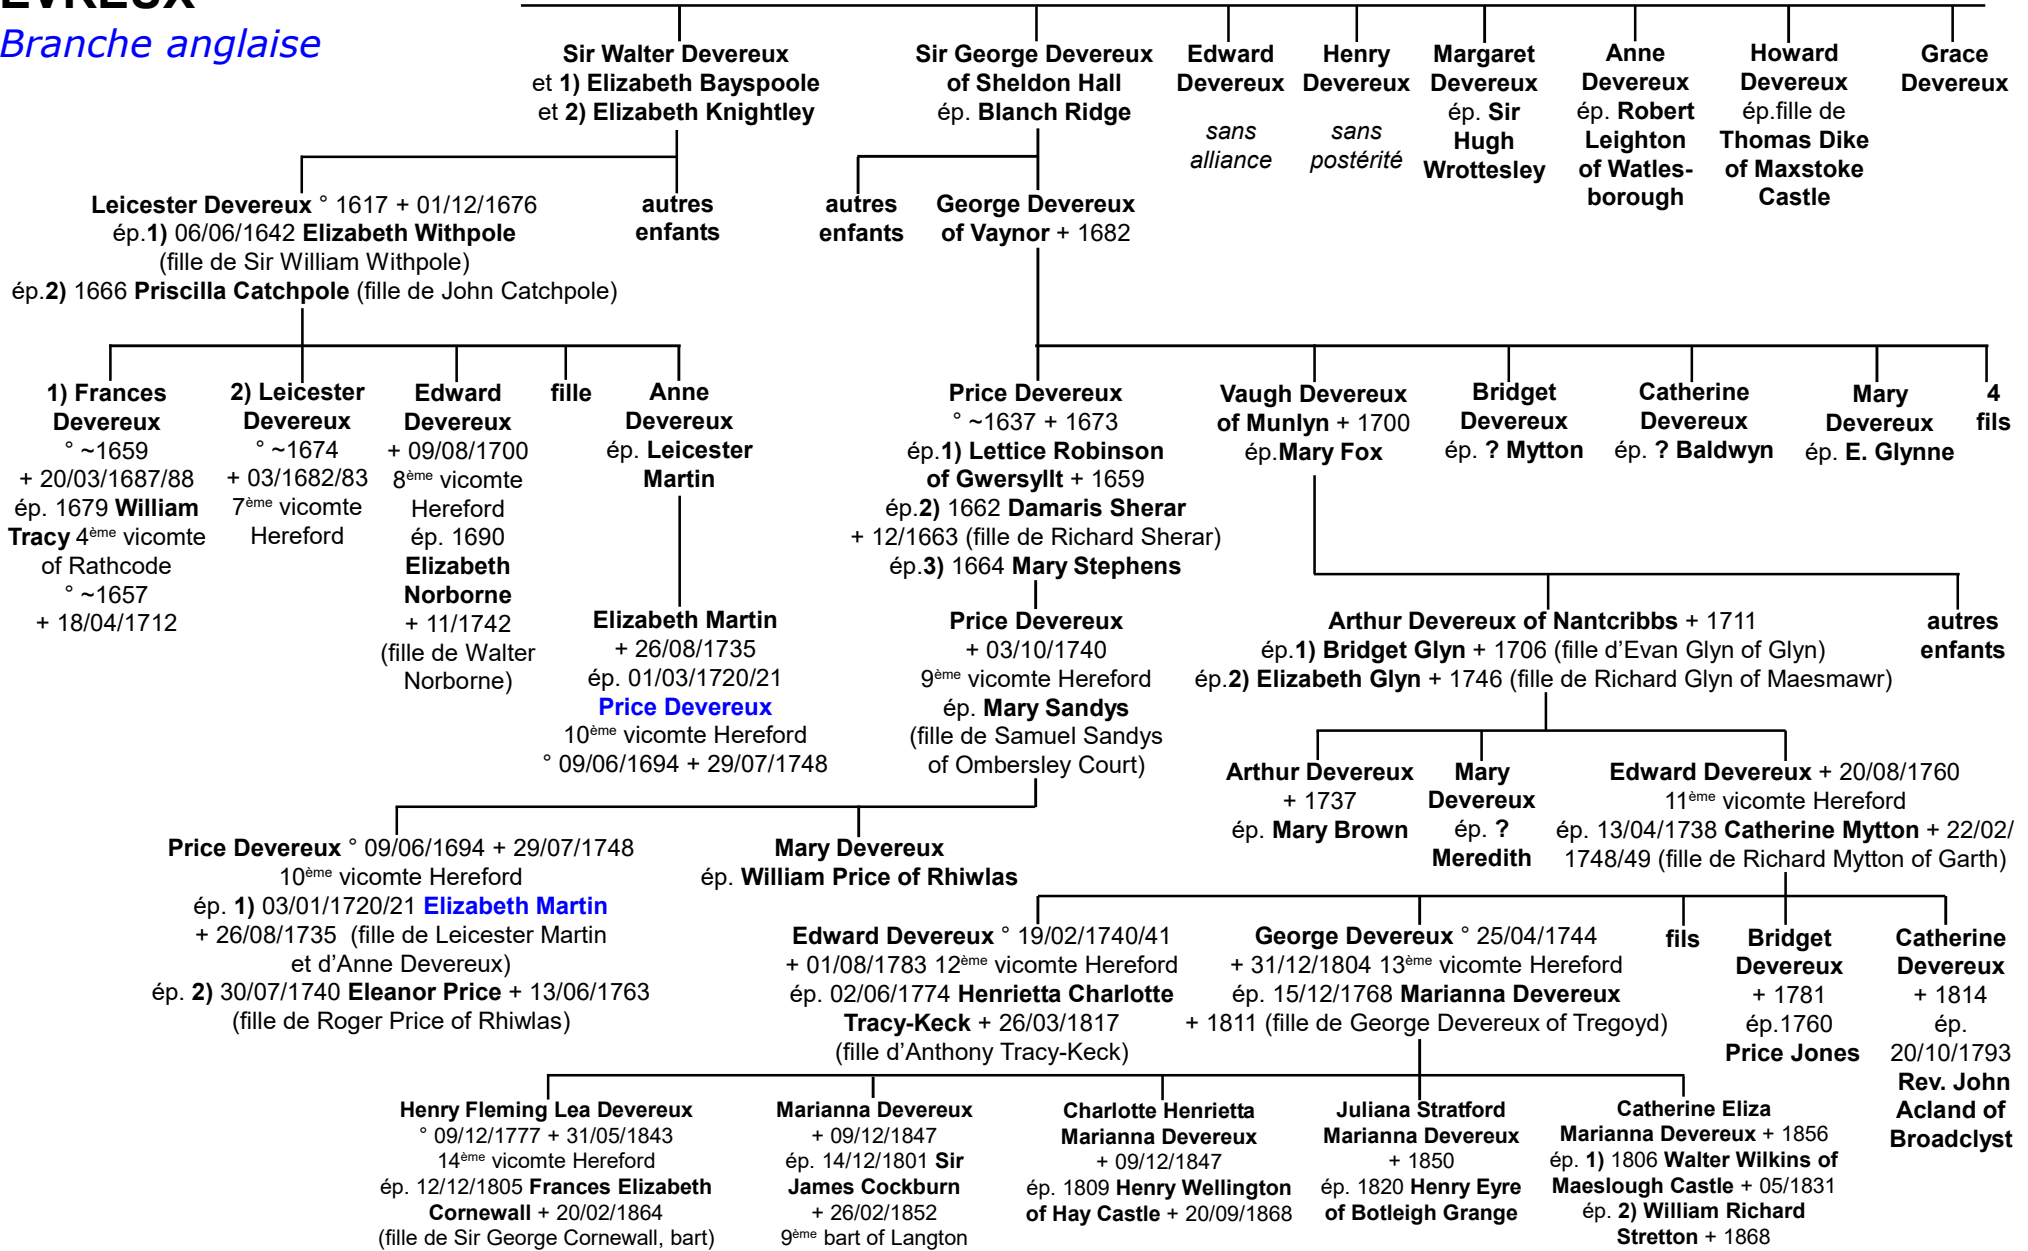 EVREUX
Branche anglaise
Sir Walter Devereux
et 1) Elizabeth Bayspoole
et 2) Elizabeth Knightley
Sir George Devereux
of Sheldon Hall
ép. Blanch Ridge
Edward
Devereux
sans
alliance
Henry
Devereux
sans
postérité
Margaret
Devereux
ép. Sir
Hugh
Wrottesley
Anne
Devereux
ép. Robert
Leighton
of Watles-
borough
Howard
Devereux
ép.fille de
Thomas Dike
of Maxstoke
Castle
Grace
Devereux
Leicester Devereux ° 1617 + 01/12/1676
ép.1) 06/06/1642 Elizabeth Withpole
(fille de Sir William Withpole)
ép.2) 1666 Priscilla Catchpole (fille de John Catchpole)
autres
enfants
autres
enfants
George Devereux
of Vaynor + 1682
1) Frances
Devereux
° ~1659
+ 20/03/1687/88
ép. 1679 William
Tracy 4ème vicomte
of Rathcode
° ~1657
+ 18/04/1712
2) Leicester
Devereux
° ~1674
+ 03/1682/83
7ème vicomte
Hereford
Edward
Devereux
+ 09/08/1700
8ème vicomte
Hereford
ép. 1690
Elizabeth
Norborne
+ 11/1742
(fille de Walter
Norborne)
fille
Anne
Devereux
ép. Leicester
Martin
Price Devereux
° ~1637 + 1673
ép.1) Lettice Robinson
of Gwersyllt + 1659
ép.2) 1662 Damaris Sherar
+ 12/1663 (fille de Richard Sherar)
ép.3) 1664 Mary Stephens
Vaugh Devereux
of Munlyn + 1700
ép.Mary Fox
Bridget
Devereux
ép. ? Mytton
Catherine
Devereux
ép. ? Baldwyn
Mary
Devereux
ép. E. Glynne
4
fils
Elizabeth Martin
+ 26/08/1735
ép. 01/03/1720/21
Price Devereux
10ème vicomte Hereford
° 09/06/1694 + 29/07/1748
Price Devereux
+ 03/10/1740
9ème vicomte Hereford
ép. Mary Sandys
(fille de Samuel Sandys
of Ombersley Court)
Arthur Devereux of Nantcribbs + 1711
ép.1) Bridget Glyn + 1706 (fille d'Evan Glyn of Glyn)
ép.2) Elizabeth Glyn + 1746 (fille de Richard Glyn of Maesmawr)
autres
enfants
Arthur Devereux
+ 1737
ép. Mary Brown
Mary
Devereux
ép. ?
Meredith
Edward Devereux + 20/08/1760
11ème vicomte Hereford
ép. 13/04/1738 Catherine Mytton + 22/02/
1748/49 (fille de Richard Mytton of Garth)
Price Devereux ° 09/06/1694 + 29/07/1748
10ème vicomte Hereford
ép. 1) 03/01/1720/21 Elizabeth Martin
+ 26/08/1735 (fille de Leicester Martin
et d'Anne Devereux)
ép. 2) 30/07/1740 Eleanor Price + 13/06/1763
(fille de Roger Price of Rhiwlas)
Mary Devereux
ép. William Price of Rhiwlas
Edward Devereux ° 19/02/1740/41
+ 01/08/1783 12ème vicomte Hereford
ép. 02/06/1774 Henrietta Charlotte
Tracy-Keck + 26/03/1817
(fille d'Anthony Tracy-Keck)
George Devereux ° 25/04/1744
+ 31/12/1804 13ème vicomte Hereford
ép. 15/12/1768 Marianna Devereux
+ 1811 (fille de George Devereux of Tregoyd)
fils
Bridget
Devereux
+ 1781
ép.1760
Price Jones
Catherine
Devereux
+ 1814
ép.
20/10/1793
Rev. John
Acland of
Broadclyst
Henry Fleming Lea Devereux
° 09/12/1777 + 31/05/1843
14ème vicomte Hereford
ép. 12/12/1805 Frances Elizabeth
Cornewall + 20/02/1864
(fille de Sir George Cornewall, bart)
Marianna Devereux
+ 09/12/1847
ép. 14/12/1801 Sir
James Cockburn
+ 26/02/1852
9ème bart of Langton
Charlotte Henrietta
Marianna Devereux
+ 09/12/1847
ép. 1809 Henry Wellington
of Hay Castle + 20/09/1868
Juliana Stratford
Marianna Devereux
+ 1850
ép. 1820 Henry Eyre
of Botleigh Grange
Catherine Eliza
Marianna Devereux + 1856
ép. 1) 1806 Walter Wilkins of
Maeslough Castle + 05/1831
ép. 2) William Richard
Stretton + 1868